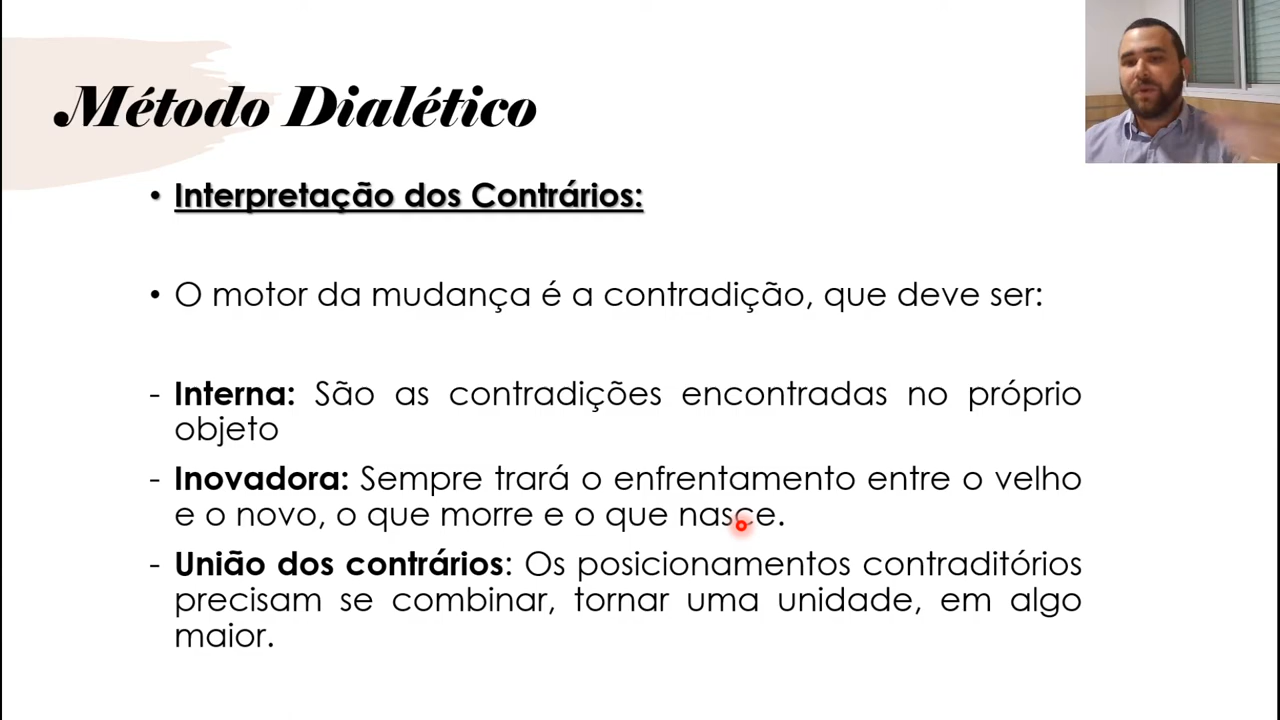 Método Dialético
• Interpretação dos Contrários:
• O motor da mudança é a contradição, que deve ser:
- Interna: São as contradições encontradas no próprio
objeto
- Inovadora: Sempre trará o enfrentamento entre o velho
e o novo, o que morre e o que nasce.
- União dos contrários: Os posicionamentos contraditórios
precisam se combinar, tornar uma unidade, em algo
maior.